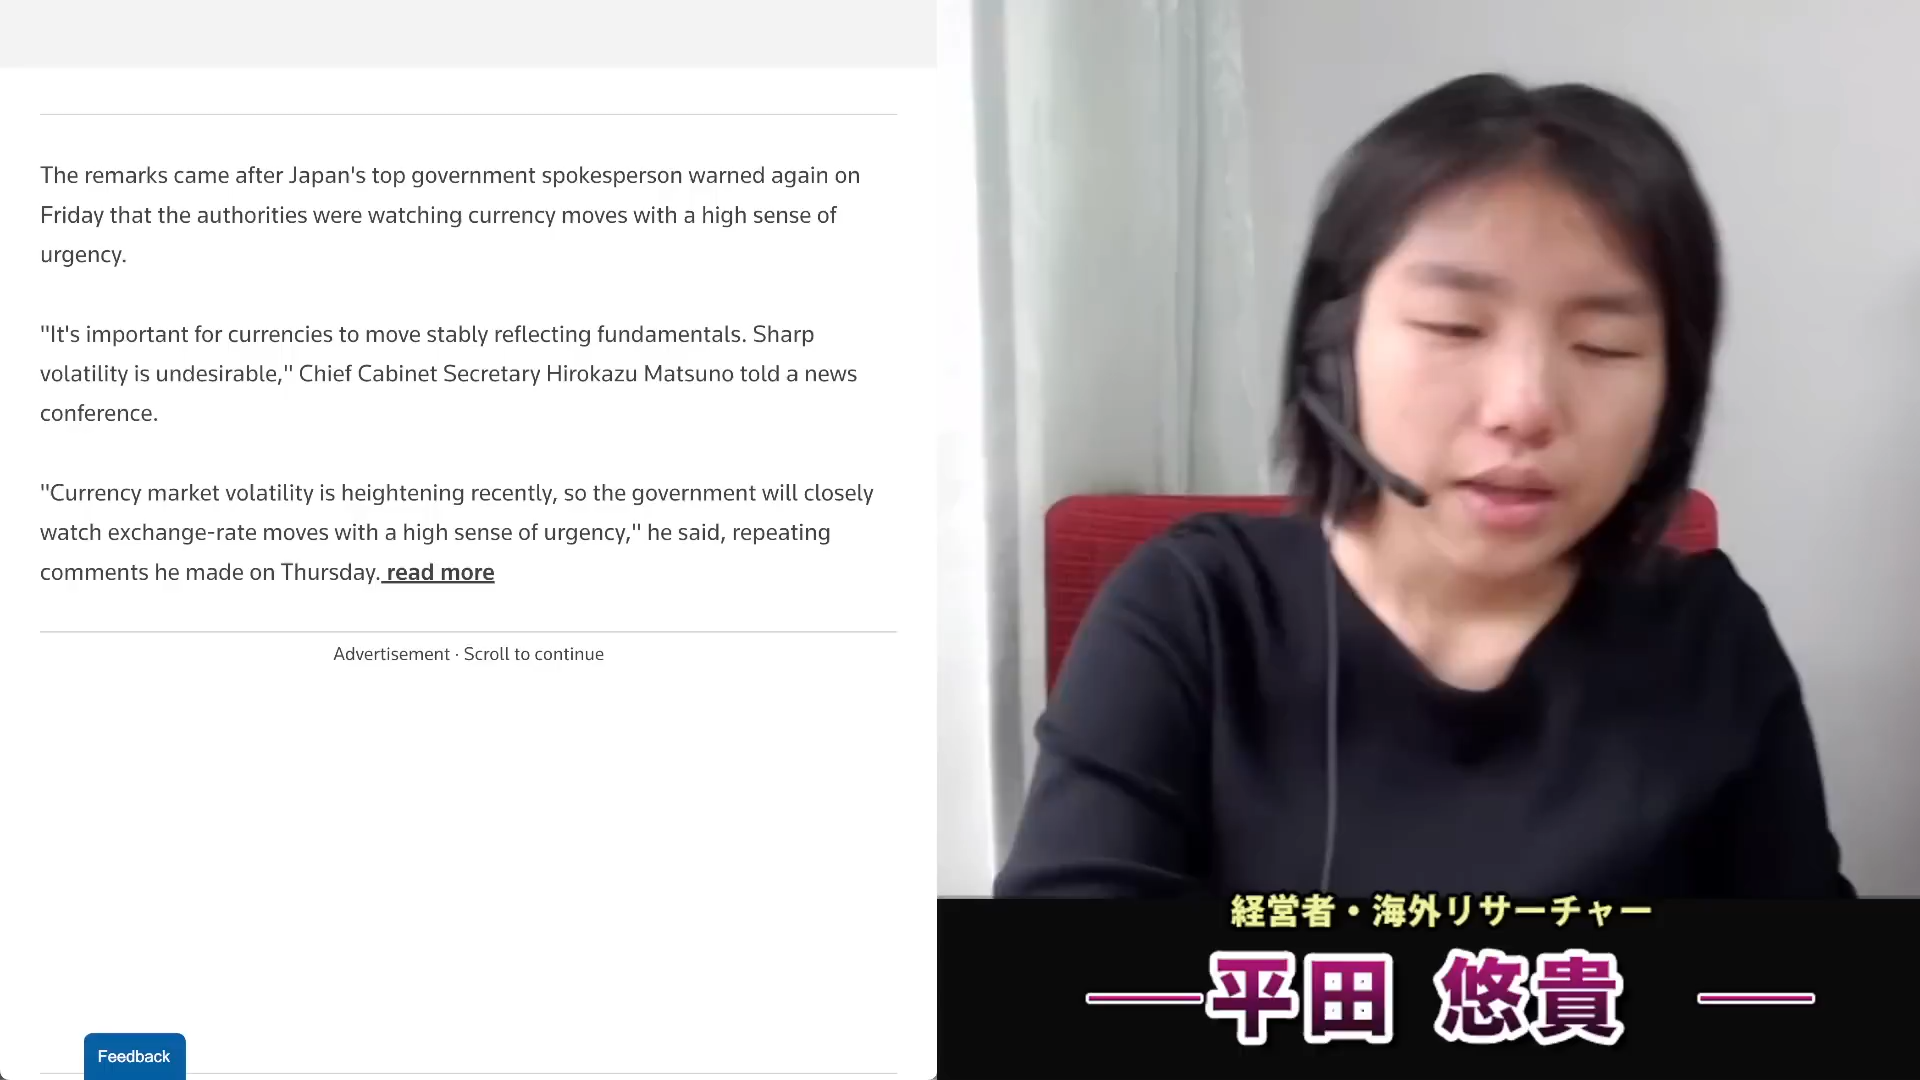 The remarks came after Japan's top government spokesperson warned again on
Friday that the authorities were watching currency moves with a high sense of
urgency.
"It's important for currencies to move stably reflecting fundamentals. Sharp
volatility is undesirable," Chief Cabinet Secretary Hirokazu Matsuno told a news
conference.
"Currency market volatility is heightening recently, so the government will closely
watch exchange-rate moves with a high sense of urgency," he said, repeating
comments he made on Thursday. read more
Advertisement · Scroll to continue
Feedback
経営者・海外リサーチャー
平田 悠貴